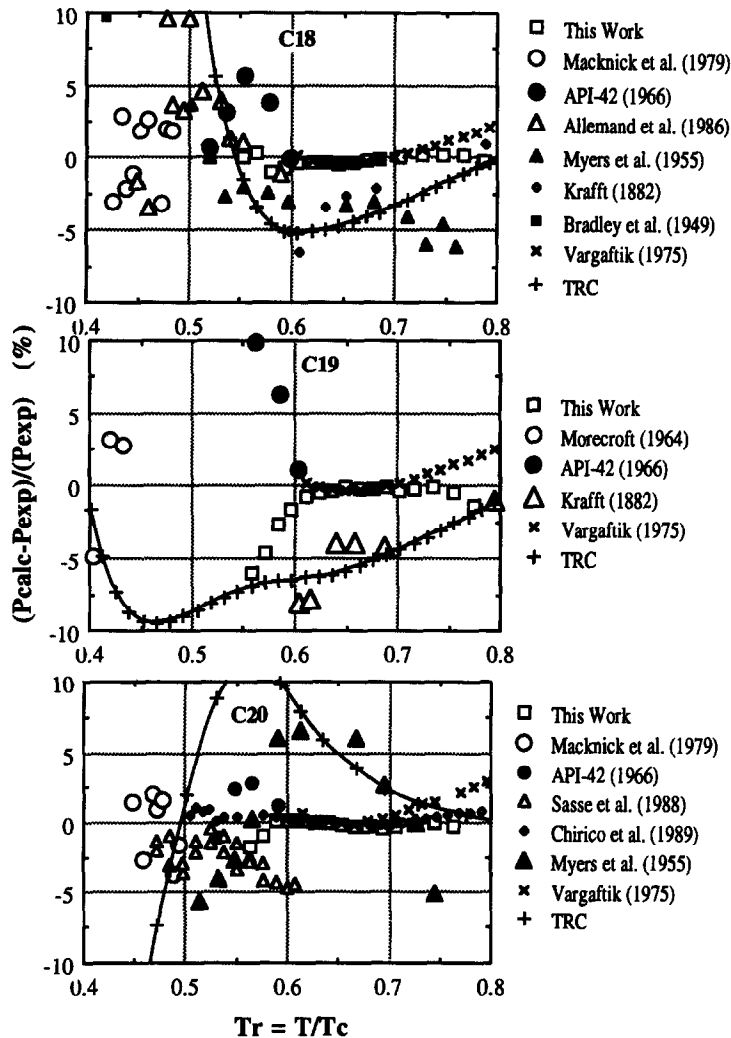 10
5
0
-5
-10
C18
0.4 0.5 0.6 0.7 0.8
This Work
Macknick et al. (1979)
API-42 (1966)
Allemand et al. (1986)
Myers et al. (1955)
Krafft (1882)
Bradley et al. (1949)
Vargaftik (1975)
TRC
(Pcalc-Pexp)/(Pexp) (%)
10
5
0
-5
-10
C19
0.4 0.5 0.6 0.7 0.8
This Work
Morecroft (1964)
API-42 (1966)
Krafft (1882)
Vargaftik (1975)
TRC
10
5
0
-5
-10
C20
0.4 0.5 0.6 0.7 0.8
This Work
Macknick et al. (1979)
API-42 (1966)
Sasse et al. (1988)
Chirico et al. (1989)
Myers et al. (1955)
Vargaftik (1975)
TRC
Tr = T/Tc